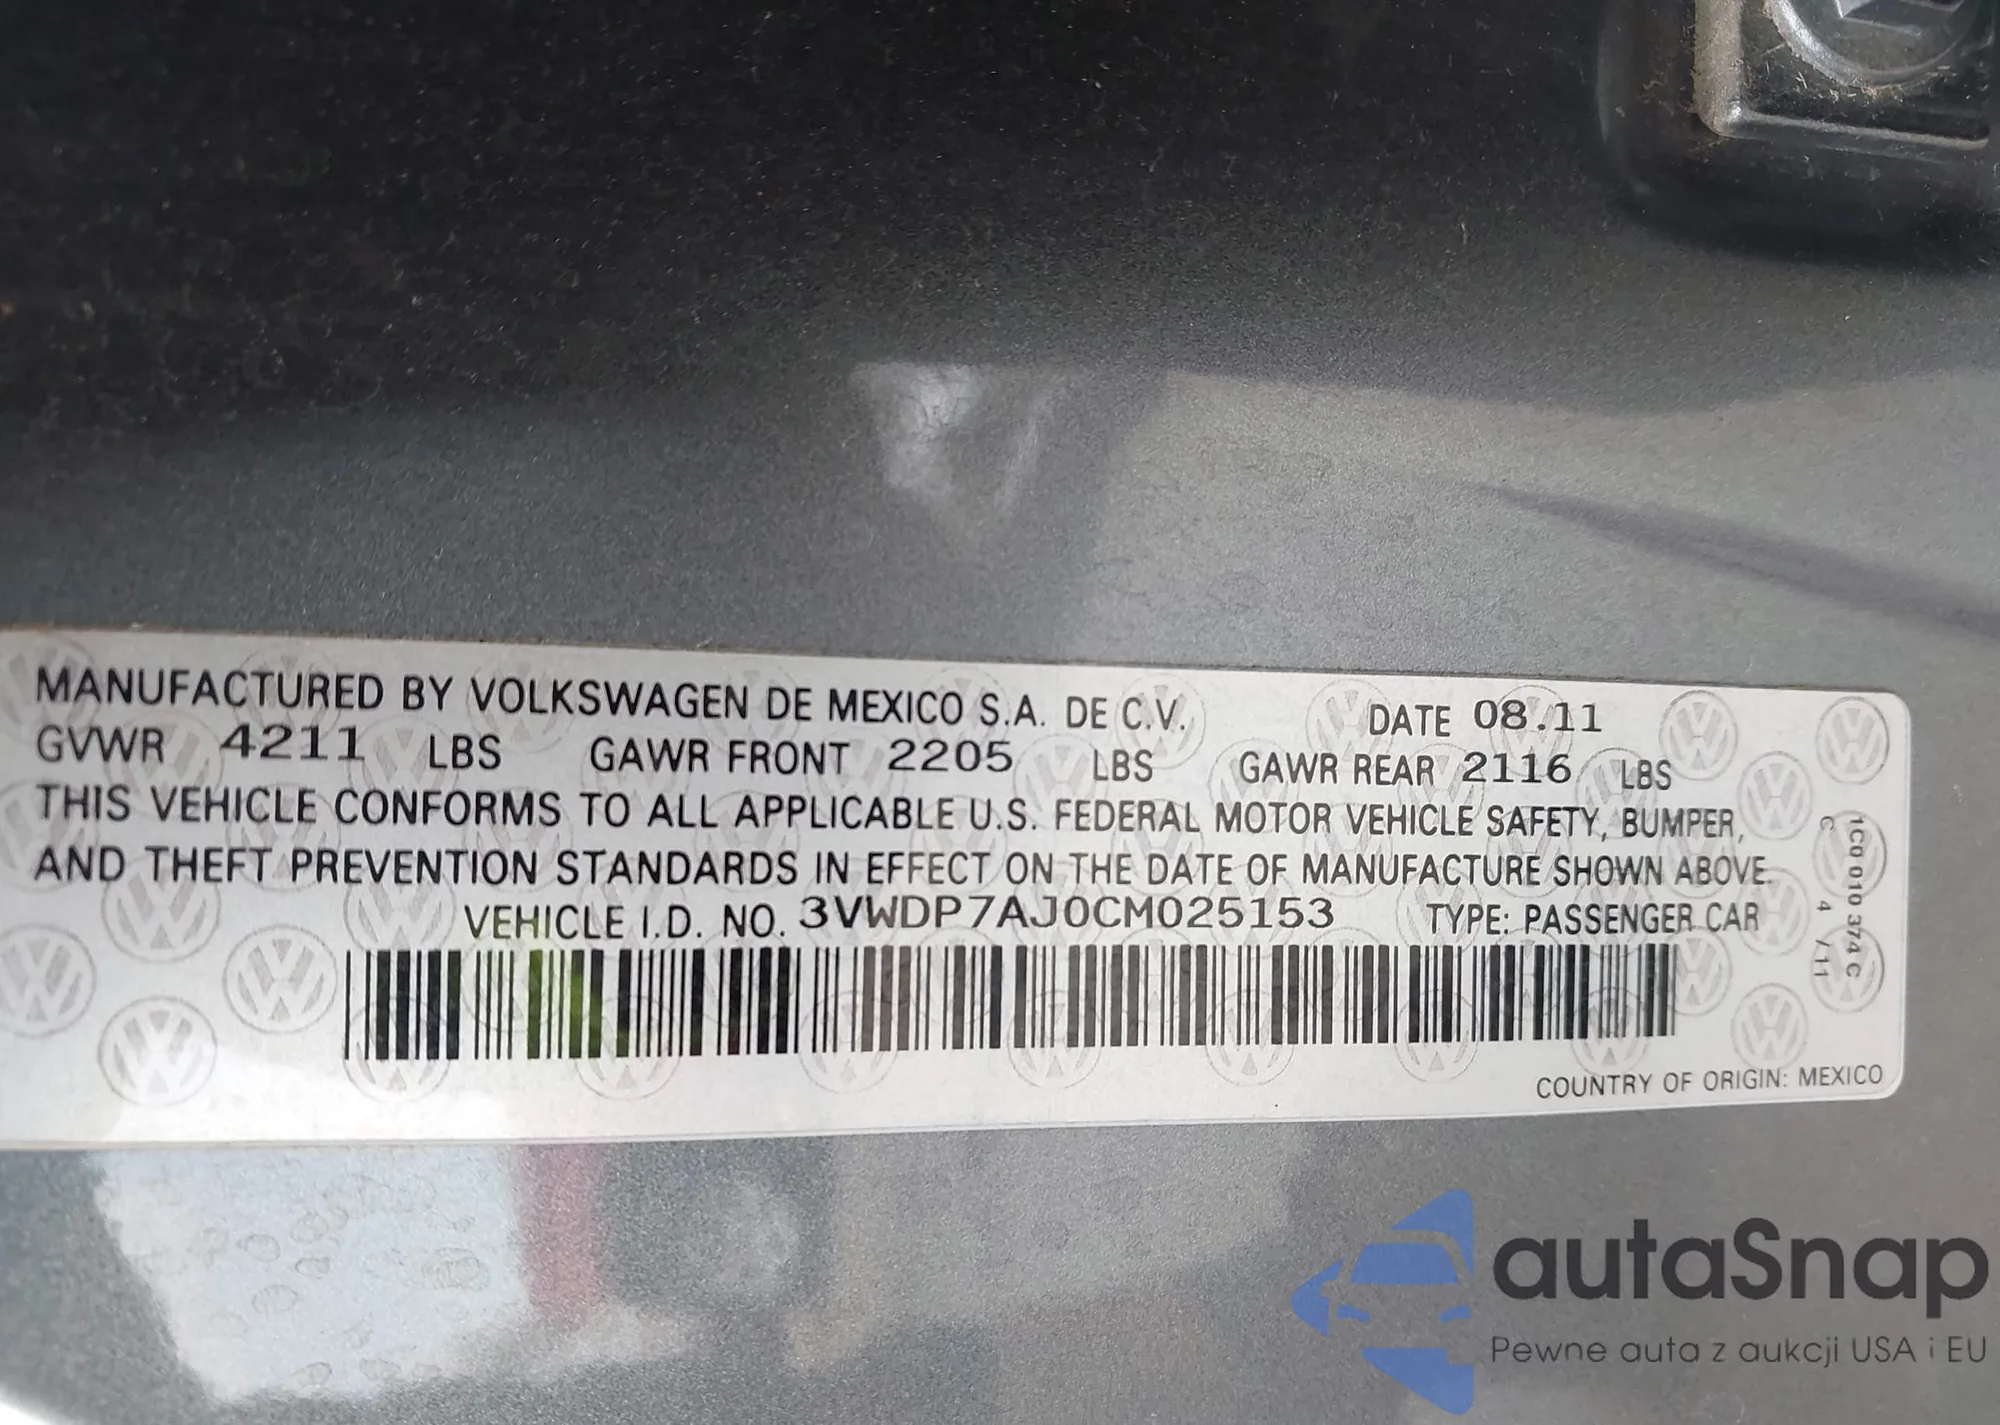 MANUFACTURED BY VOLKSWAGEN DE MEXICO S.A. DE C.V. DATE 08.11
GVWR 4211 LBS GAWR FRONT 2205 LBS GAWR REAR 2116 LBS
THIS VEHICLE CONFORMS TO ALL APPLICABLE U.S. FEDERAL MOTOR VEHICLE SAFETY, BUMPER,
AND THEFT PREVENTION STANDARDS IN EFFECT ON THE DATE OF MANUFACTURE SHOWN ABOVE.
VEHICLE I.D. NO. 3VWDP7AJ0CM025153 TYPE: PASSENGER CAR
1C0 010 374 C
C 4 /11
COUNTRY OF ORIGIN: MEXICO
autaSnap
Pewne auta z aukcji USA i EU